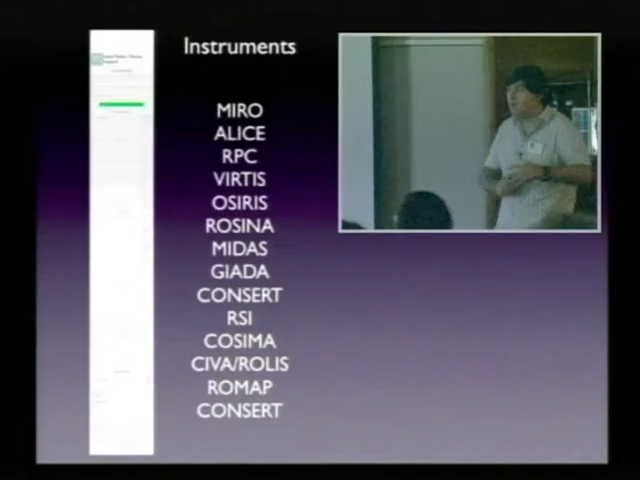 Instruments
MIRO
ALICE
RPC
VIRTIS
OSIRIS
ROSINA
MIDAS
GIADA
CONSERT
RSI
COSIMA
CIVA/ROLIS
ROMAP
CONSERT